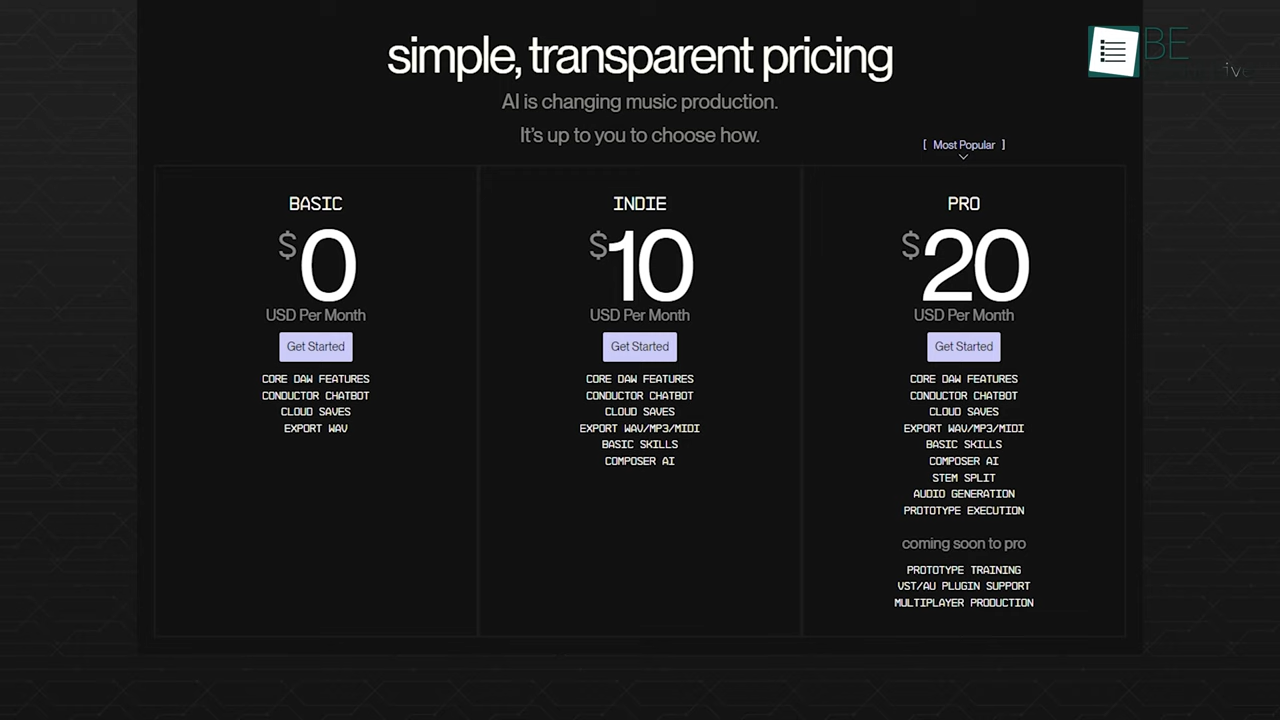 simple, transparent pricing
AI is changing music production.
It's up to you to choose how.
[ Most Popular ]
BASIC
$0
USD Per Month
Get Started
CORE DAW FEATURES
CONDUCTOR CHATBOT
CLOUD SAVES
EXPORT WAV
INDIE
$10
USD Per Month
Get Started
CORE DAW FEATURES
CONDUCTOR CHATBOT
CLOUD SAVES
EXPORT WAV/MP3/MIDI
BASIC SKILLS
COMPOSER AI
PRO
$20
USD Per Month
Get Started
CORE DAW FEATURES
CONDUCTOR CHATBOT
CLOUD SAVES
EXPORT WAV/MP3/MIDI
BASIC SKILLS
COMPOSER AI
STEM SPLIT
AUDIO GENERATION
PROTOTYPE EXECUTION
coming soon to pro
PROTOTYPE TRAINING
VST/AU PLUGIN SUPPORT
MULTIPLAYER PRODUCTION
BE